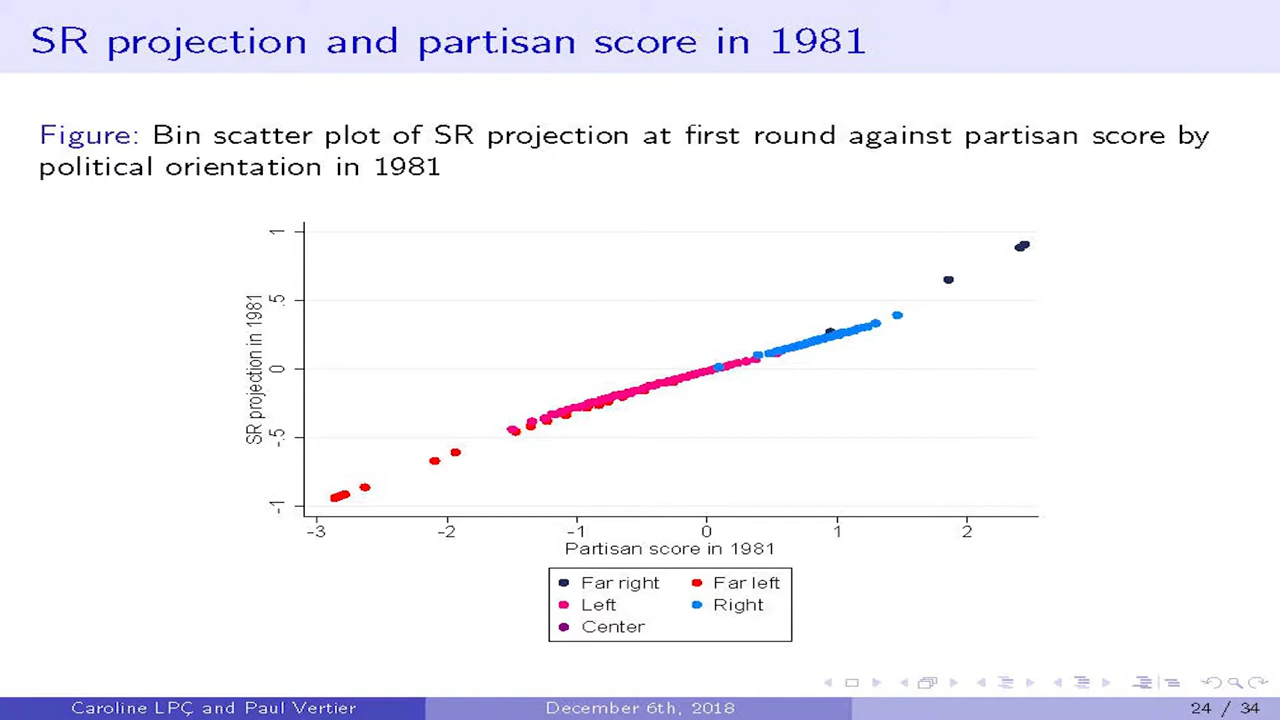 SR projection and partisan score in 1981
Figure: Bin scatter plot of SR projection at first round against partisan score by
political orientation in 1981
SR projection in 1981
1
.5
0
-.5
-1
-3 -2 -1 0 1 2
Partisan score in 1981
Far right Far left
Left Right
Center
Caroline LPÇ and Paul Vertier December 6th, 2018 24 / 34